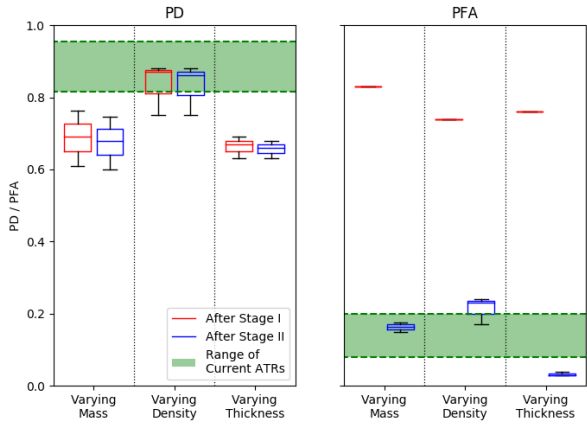 PD
PFA
PD / PFA
1.0
0.8
0.6
0.4
0.2
0.0
After Stage I
After Stage II
Range of
Current ATRs
Varying
Mass
Varying
Density
Varying
Thickness
Varying
Mass
Varying
Density
Varying
Thickness